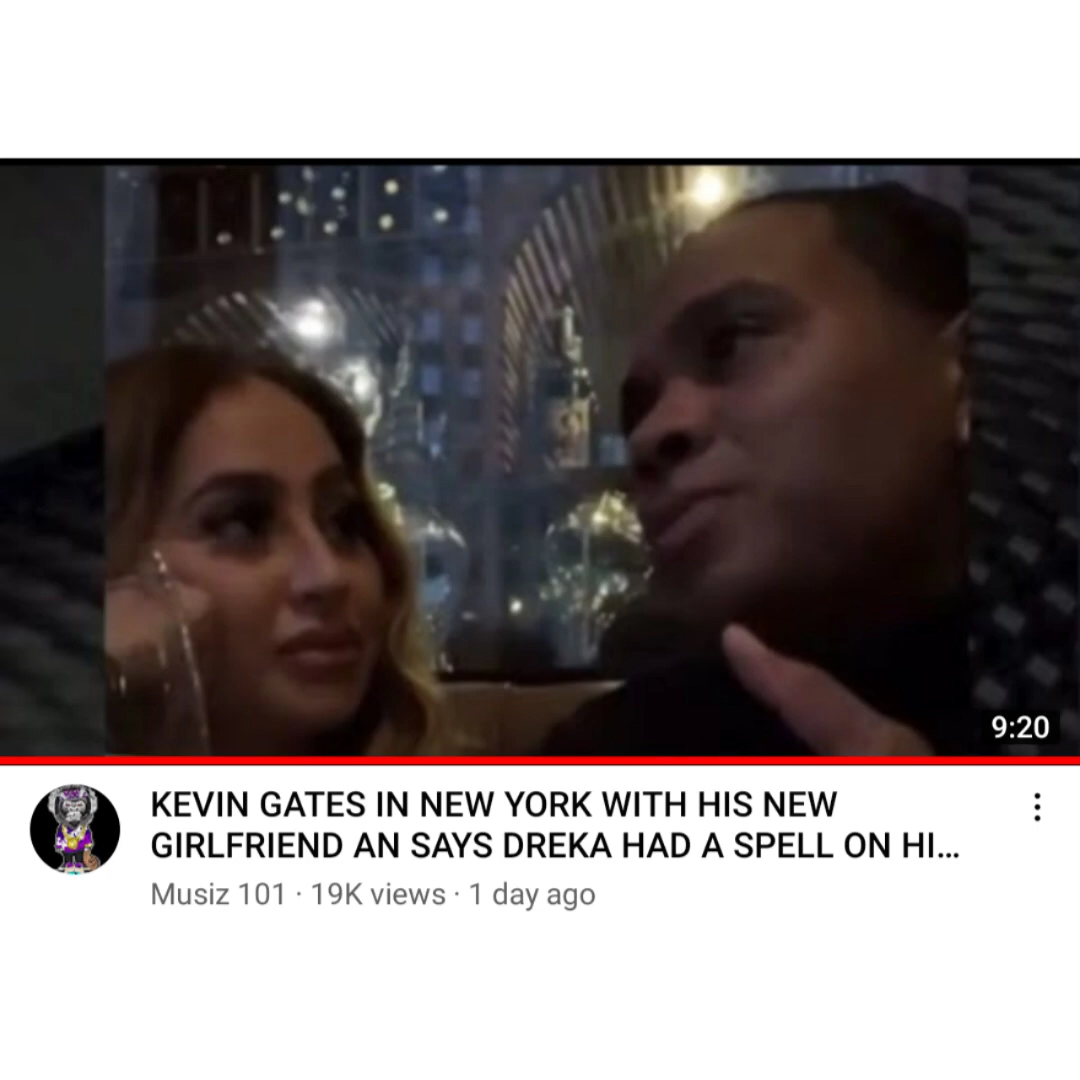 9:20
KEVIN GATES IN NEW YORK WITH HIS NEW
GIRLFRIEND AN SAYS DREKA HAD A SPELL ON HI...
Musiz 101 · 19K views · 1 day ago